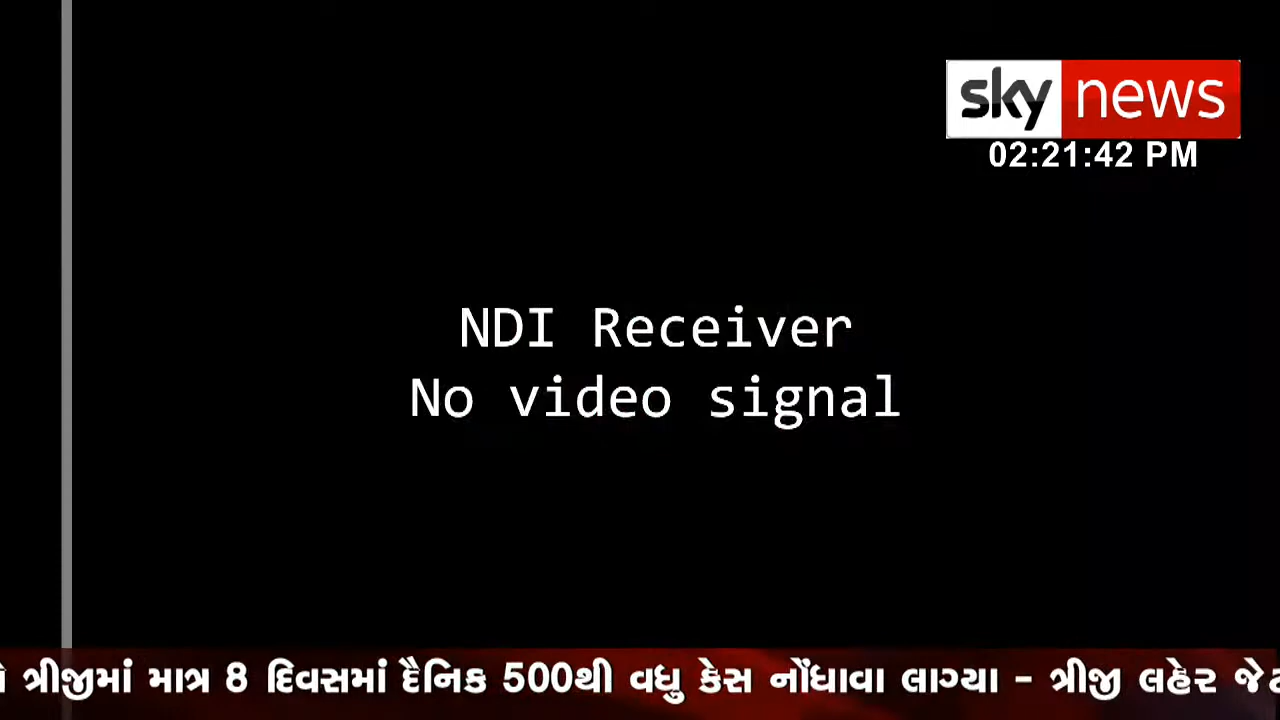 sky news
02:21:42 PM
NDI Receiver
No video signal
ત્રીજીમાં માત્ર 8 દિવસમાં દૈનિક 500થી વધુ કેસ નોંધાવા લાગ્યા - ત્રીજી લહેર